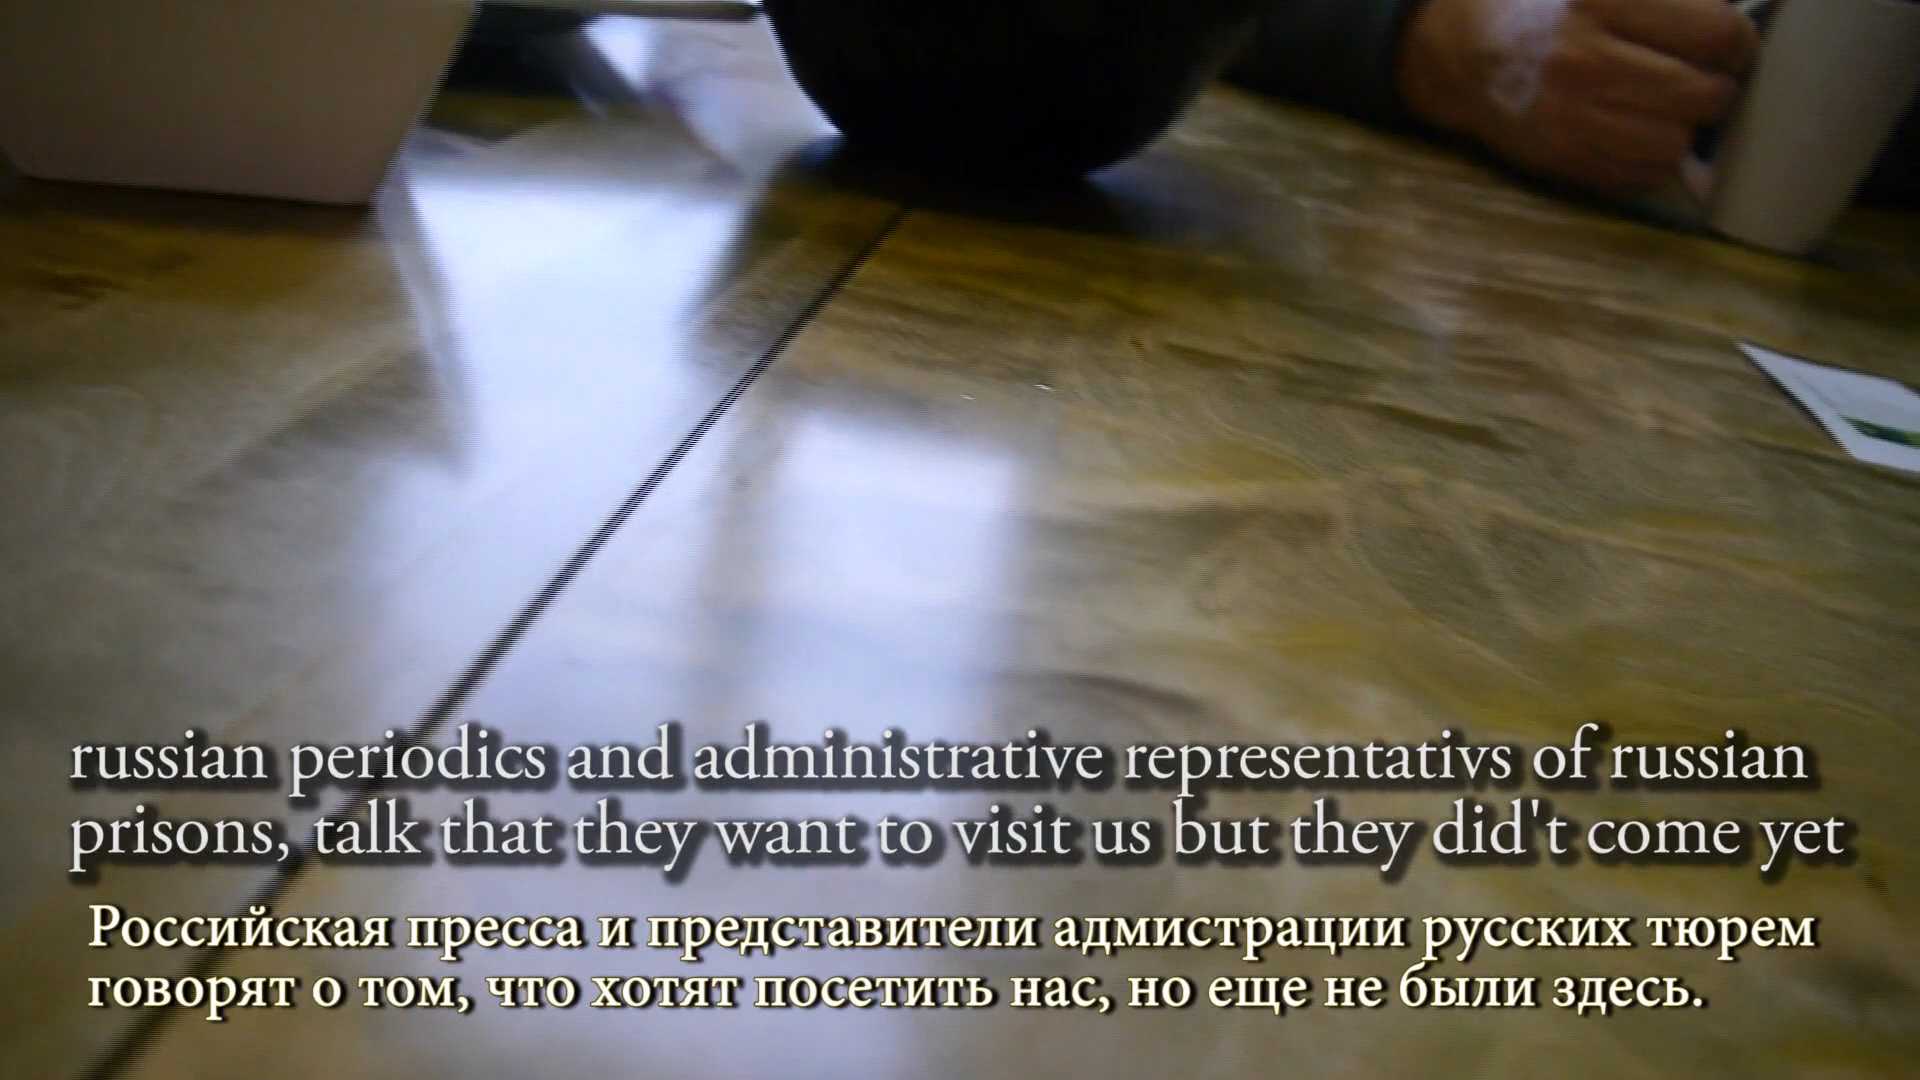 russian periodics and administrative representativs of russian
prisons, talk that they want to visit us but they did't come yet
Российская пресса и представители адмистрации русских тюрем
говорят о том, что хотят посетить нас, но еще не были здесь.